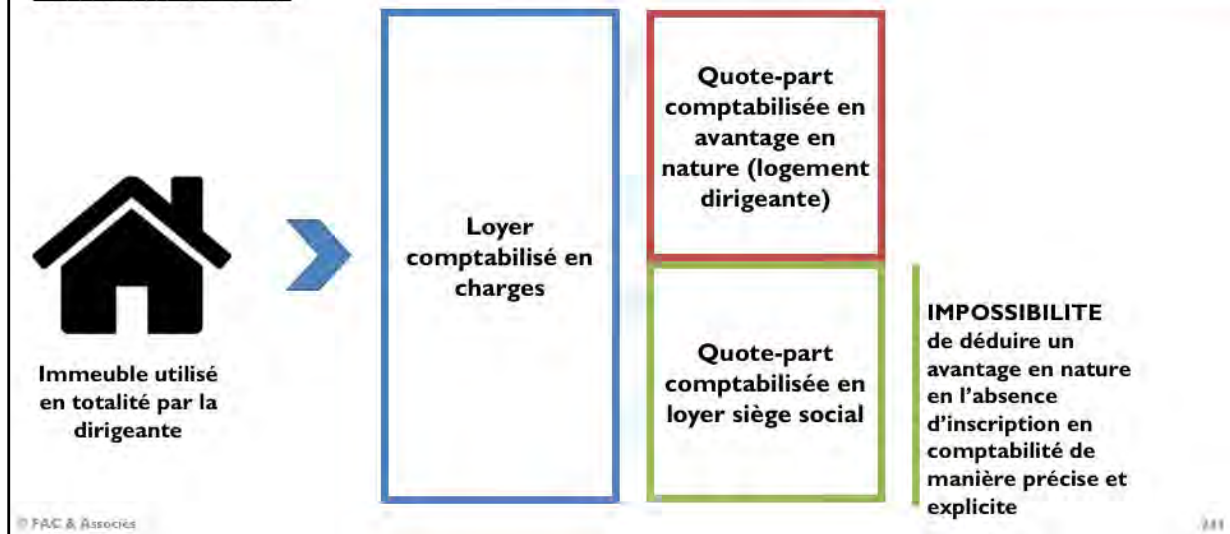 Immeuble utilisé
en totalité par la
dirigeante
Loyer
comptabilisé en
charges
Quote-part
comptabilisée en
avantage en
nature (logement
dirigeante)
Quote-part
comptabilisée en
loyer siège social
IMPOSSIBILITE
de déduire un
avantage en nature
en l’absence
d’inscription en
comptabilité de
manière précise et
explicite
© FAC & Associés